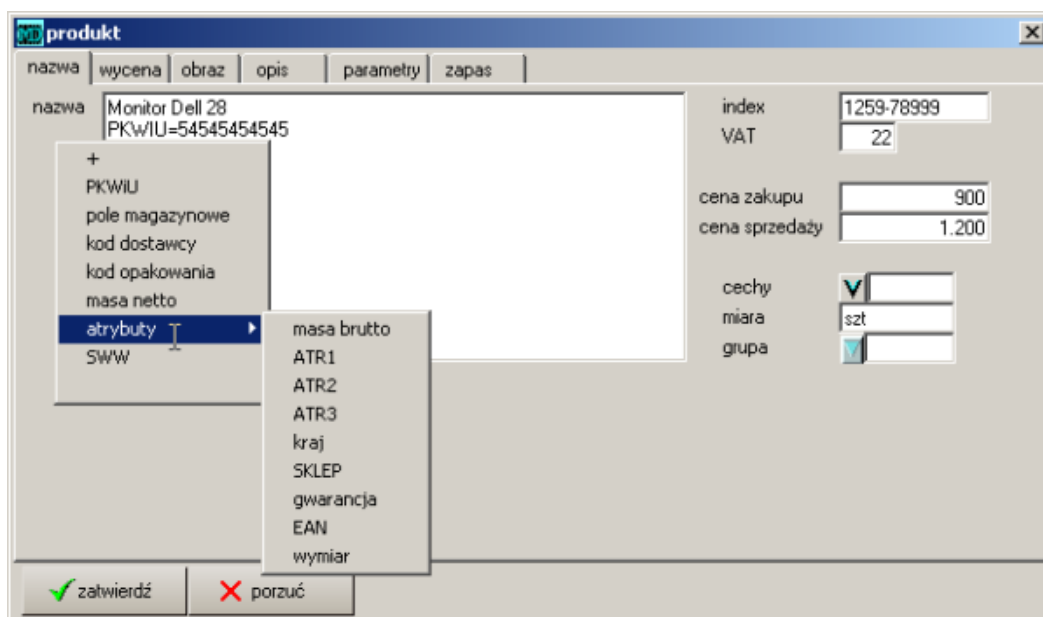 MD produkt
nazwa wycena obraz opis parametry zapas
nazwa
Monitor Dell 28
PKWIU=54545454545
index 1259-78999
VAT 22
cena zakupu 900
cena sprzedaży 1.200
cechy
miara szt
grupa
+
PKWiU
pole magazynowe
kod dostawcy
kod opakowania
masa netto
atrybuty
SWW
masa brutto
ATR1
ATR2
ATR3
kraj
SKLEP
gwarancja
EAN
wymiar
zatwierdź porzuć